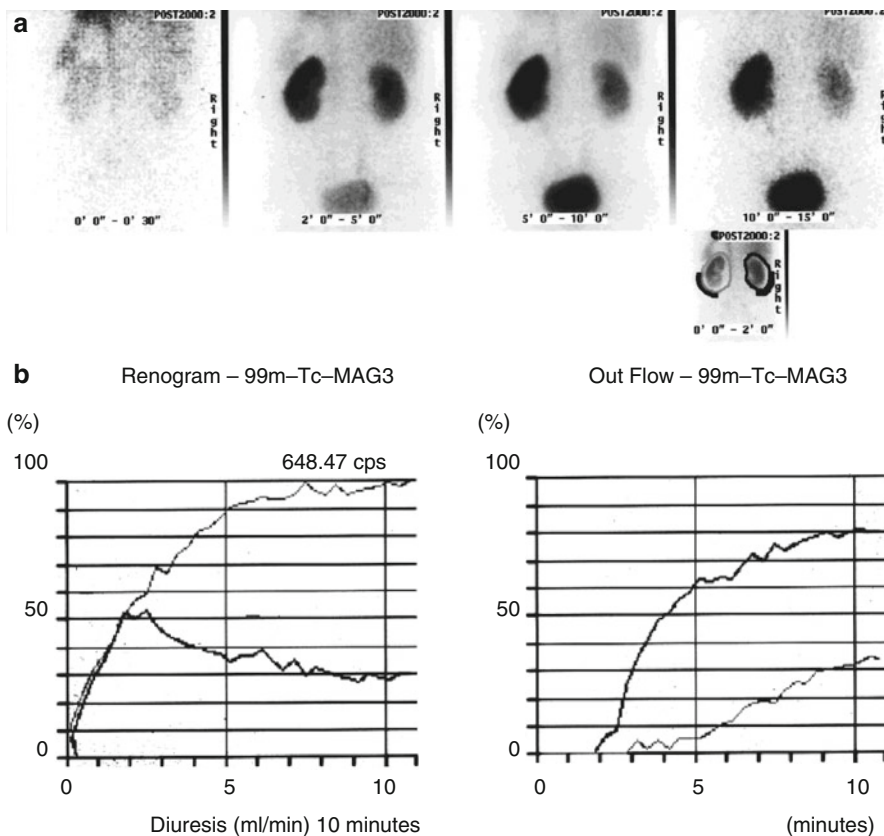 a
POST2000:2
Right
0' 0" - 0' 30"
POST2000:2
Right
2' 0" - 5' 0"
POST2000:2
Right
5' 0" - 10' 0"
POST2000:2
Right
10' 0" - 15' 0"
POST2000:2
Right
0' 0" - 2' 0"
b
Renogram – 99m–Tc–MAG3
(%)
648.47 cps
100
50
0
0 5 10
Diuresis (ml/min) 10 minutes
Out Flow – 99m–Tc–MAG3
(%)
100
50
0
0 5 10
(minutes)